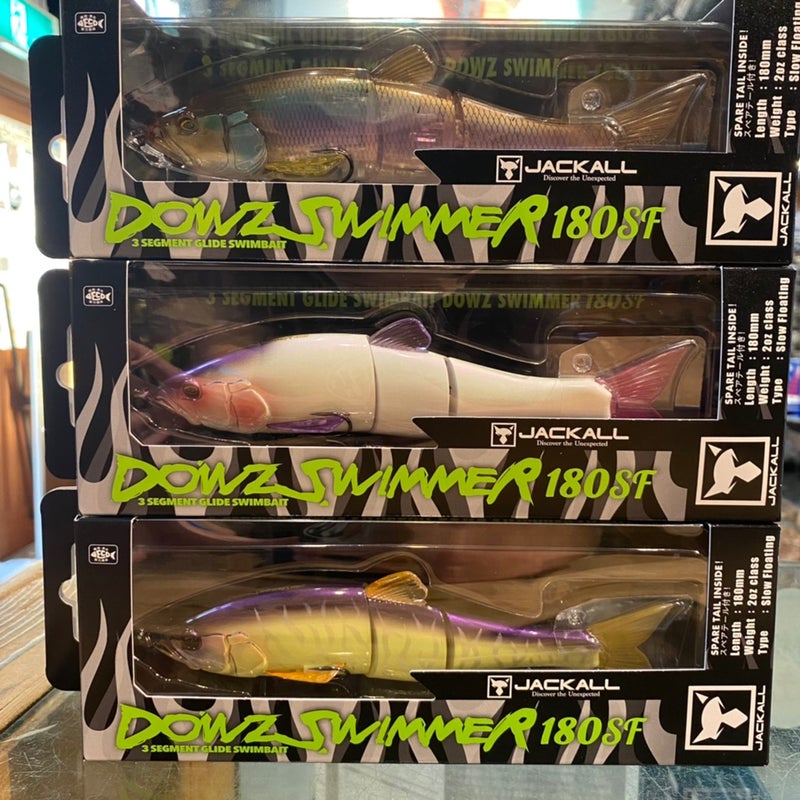 3 SEGMENT GLIDE SWIMBAIT
DOWZ SWIMMER
SPARE TAIL INSIDE!
スペアテール付き!
Length : 180mm
Weight : 2oz class
Type : Slow Floating
JACKALL
Discover the Unexpected
DOWZ SWIMMER 180SF
3 SEGMENT GLIDE SWIMBAIT
JACKALL
3 SEGMENT GLIDE SWIMBAIT DOWZ SWIMMER 180SF
SPARE TAIL INSIDE!
スペアテール付き!
Length : 180mm
Weight : 2oz class
Type : Slow Floating
JACKALL
Discover the Unexpected
DOWZ SWIMMER 180SF
3 SEGMENT GLIDE SWIMBAIT
JACKALL
SPARE TAIL INSIDE!
スペアテール付き!
Length : 180mm
Weight : 2oz class
Type : Slow Floating
JACKALL
Discover the Unexpected
DOWZ SWIMMER 180SF
3 SEGMENT GLIDE SWIMBAIT
JACKALL